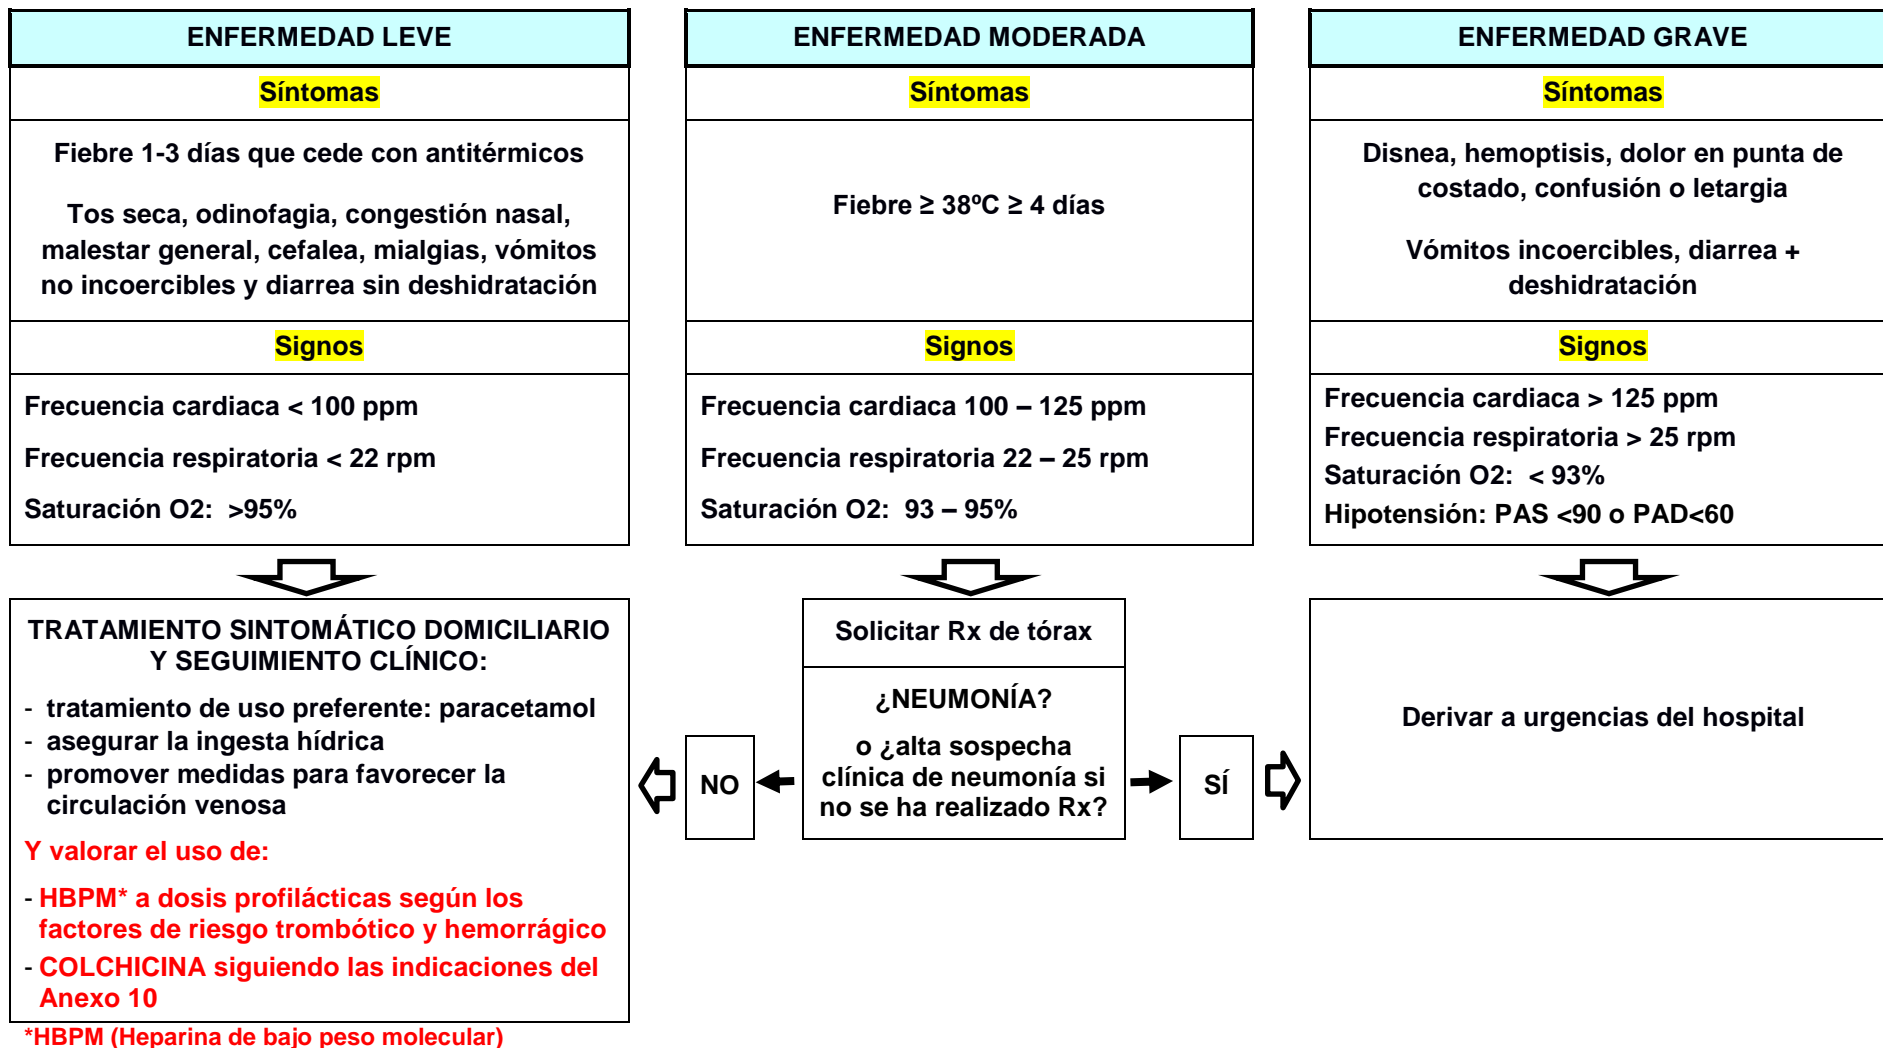 ENFERMEDAD LEVE
Síntomas
Fiebre 1-3 días que cede con antitérmicos
Tos seca, odinofagia, congestión nasal,
malestar general, cefalea, mialgias, vómitos
no incoercibles y diarrea sin deshidratación
Signos
Frecuencia cardiaca < 100 ppm
Frecuencia respiratoria < 22 rpm
Saturación O2: >95%
ENFERMEDAD MODERADA
Síntomas
Fiebre ≥ 38ºC ≥ 4 días
Signos
Frecuencia cardiaca 100 – 125 ppm
Frecuencia respiratoria 22 – 25 rpm
Saturación O2: 93 – 95%
ENFERMEDAD GRAVE
Síntomas
Disnea, hemoptisis, dolor en punta de
costado, confusión o letargia
Vómitos incoercibles, diarrea +
deshidratación
Signos
Frecuencia cardiaca > 125 ppm
Frecuencia respiratoria > 25 rpm
Saturación O2: < 93%
Hipotensión: PAS <90 o PAD<60
TRATAMIENTO SINTOMÁTICO DOMICILIARIO
Y SEGUIMIENTO CLÍNICO:
- tratamiento de uso preferente: paracetamol
- asegurar la ingesta hídrica
- promover medidas para favorecer la
circulación venosa
Y valorar el uso de:
- HBPM* a dosis profilácticas según los
factores de riesgo trombótico y hemorrágico
- COLCHICINA siguiendo las indicaciones del
Anexo 10
*HBPM (Heparina de bajo peso molecular)
NO
Solicitar Rx de tórax
¿NEUMONÍA?
o ¿alta sospecha
clínica de neumonía si
no se ha realizado Rx?
SÍ
Derivar a urgencias del hospital